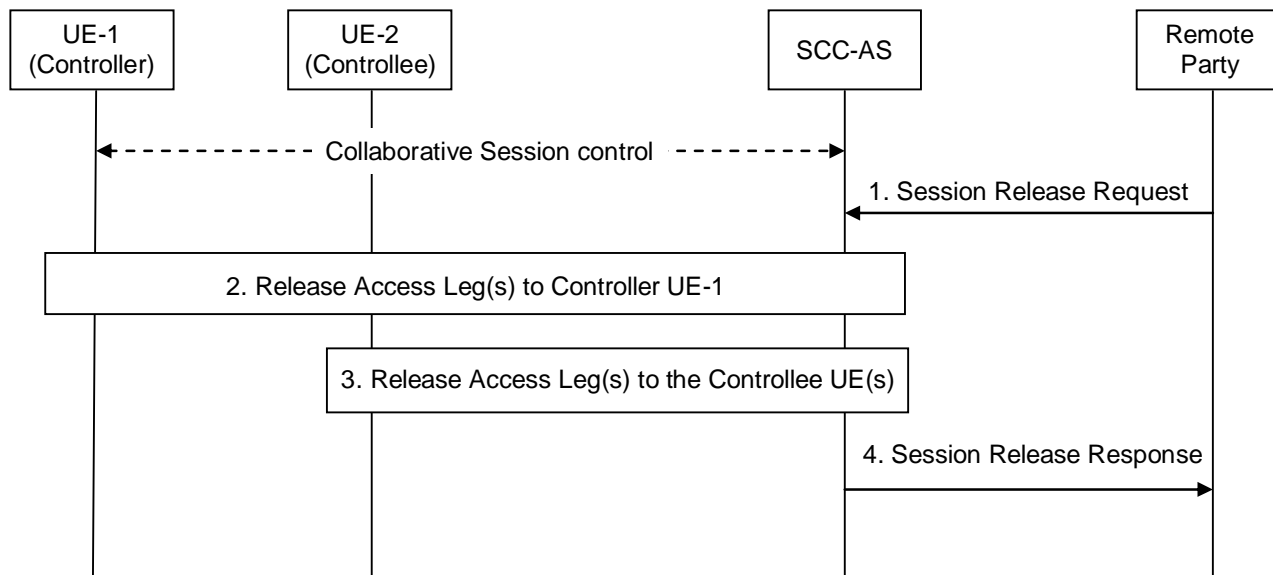 UE-1
(Controller)
UE-2
(Controllee)
SCC-AS
Remote
Party
Collaborative Session control
1. Session Release Request
2. Release Access Leg(s) to Controller UE-1
3. Release Access Leg(s) to the Controllee UE(s)
4. Session Release Response